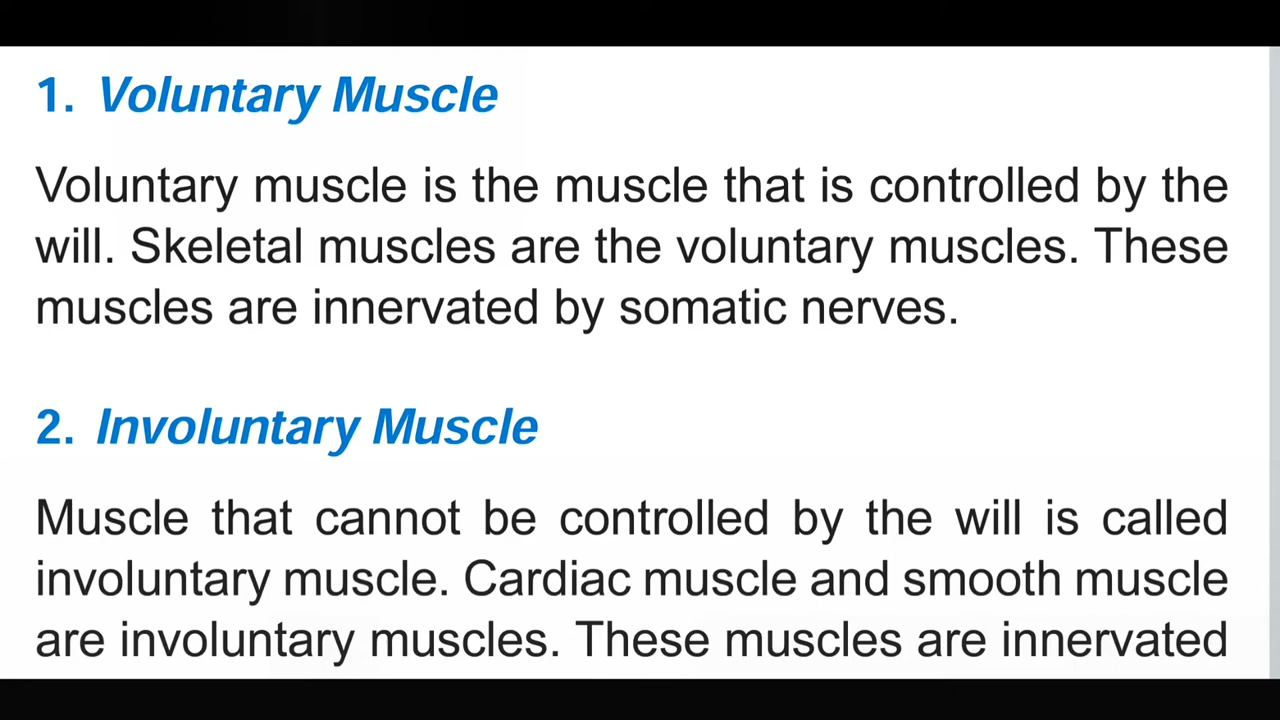 1. Voluntary Muscle
Voluntary muscle is the muscle that is controlled by the
will. Skeletal muscles are the voluntary muscles. These
muscles are innervated by somatic nerves.
2. Involuntary Muscle
Muscle that cannot be controlled by the will is called
involuntary muscle. Cardiac muscle and smooth muscle
are involuntary muscles. These muscles are innervated